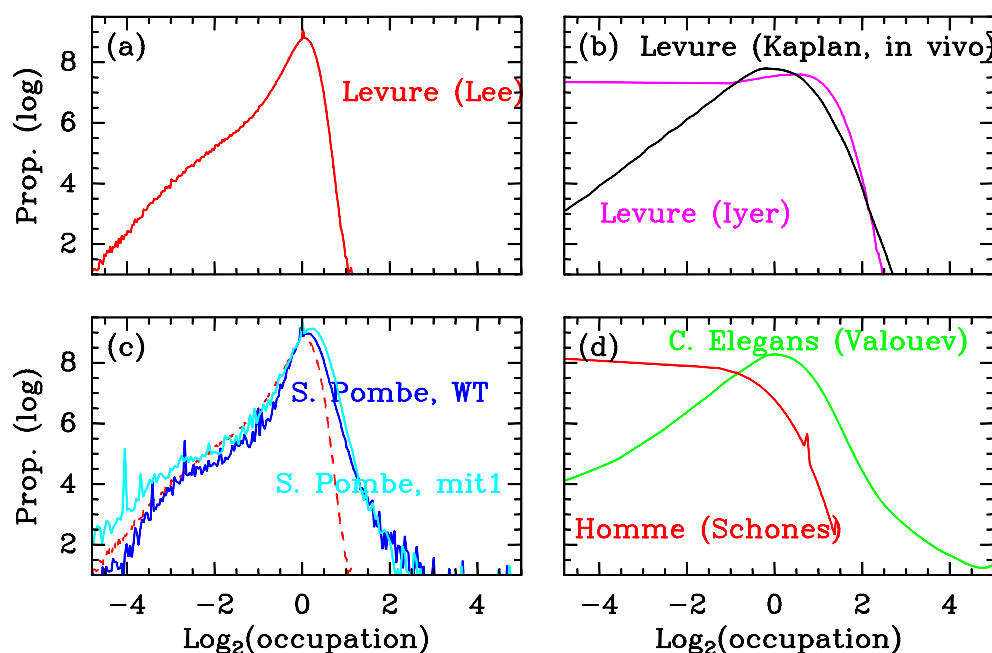 (a)
Levure (Lee)
Prop. (log)
8
6
4
2
(b) Levure (Kaplan, in vivo)
Levure (Iyer)
(c)
S. Pombe, WT
S. Pombe, mit1
Prop. (log)
8
6
4
2
−4 −2 0 2 4
Log2(occupation)
(d)
C. Elegans (Valouev)
Homme (Schones)
−4 −2 0 2 4
Log2(occupation)